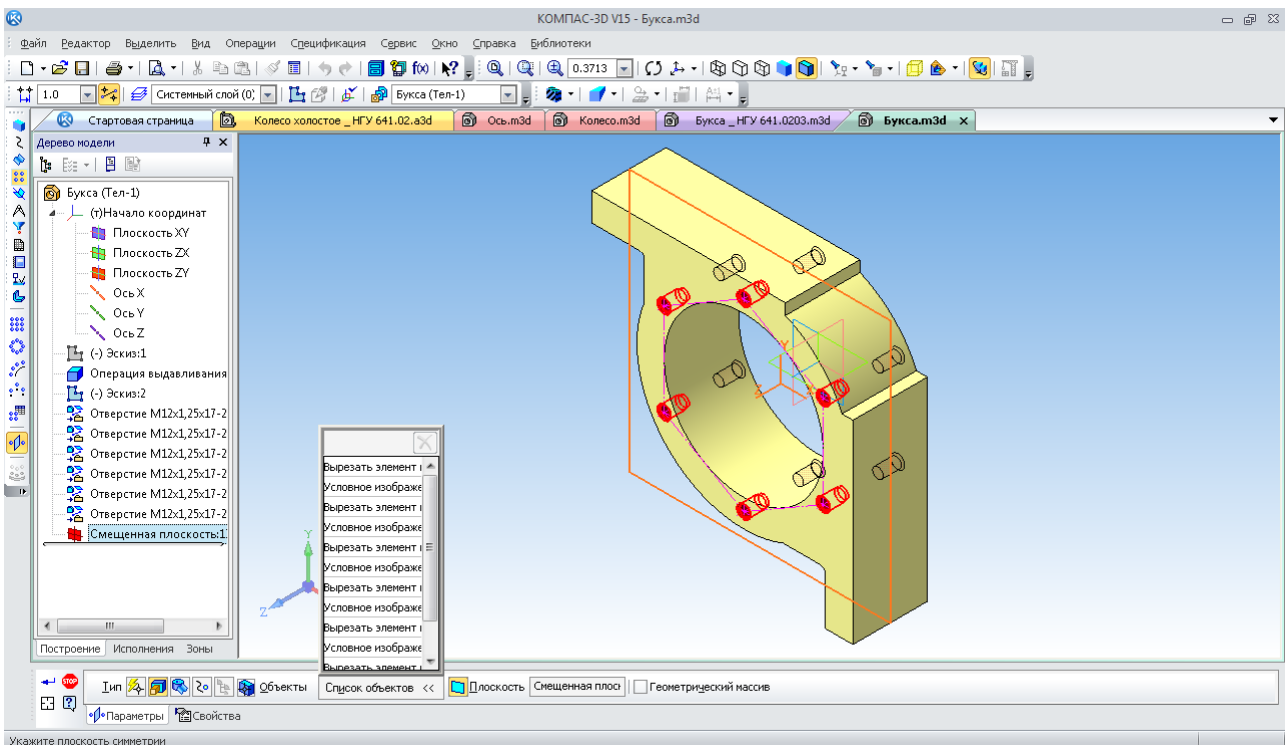 КОМПАС-3D V15 - Букса.m3d
Файл Редактор Выделить Вид Операции Спецификация Сервис Окно Справка Библиотеки
0.3713
1.0 Системный слой (0; Букса (Тел-1)
Стартовая страница Колесо холостое _ НГУ 641.02.a3d Ось.m3d Колесо.m3d Букса _ НГУ 641.0203.m3d Букса.m3d
Дерево модели
Букса (Тел-1)
(т)Начало координат
Плоскость XY
Плоскость ZX
Плоскость ZY
Ось X
Ось Y
Ось Z
(-) Эскиз:1
Операция выдавливания
(-) Эскиз:2
Отверстие M12x1,25x17-2
Отверстие M12x1,25x17-2
Отверстие M12x1,25x17-2
Отверстие M12x1,25x17-2
Отверстие M12x1,25x17-2
Отверстие M12x1,25x17-2
Смещенная плоскость:1
Построение Исполнения Зоны
Y
Z
Y
Z
X
Вырезать элемент
Условное изображе
Вырезать элемент
Условное изображе
Вырезать элемент
Условное изображе
Вырезать элемент
Условное изображе
Вырезать элемент
Условное изображе
Вырезать элемент
STOP Тип Объекты Список объектов << Плоскость Смещенная плос Геометрический массив
Параметры Свойства
Укажите плоскость симметрии